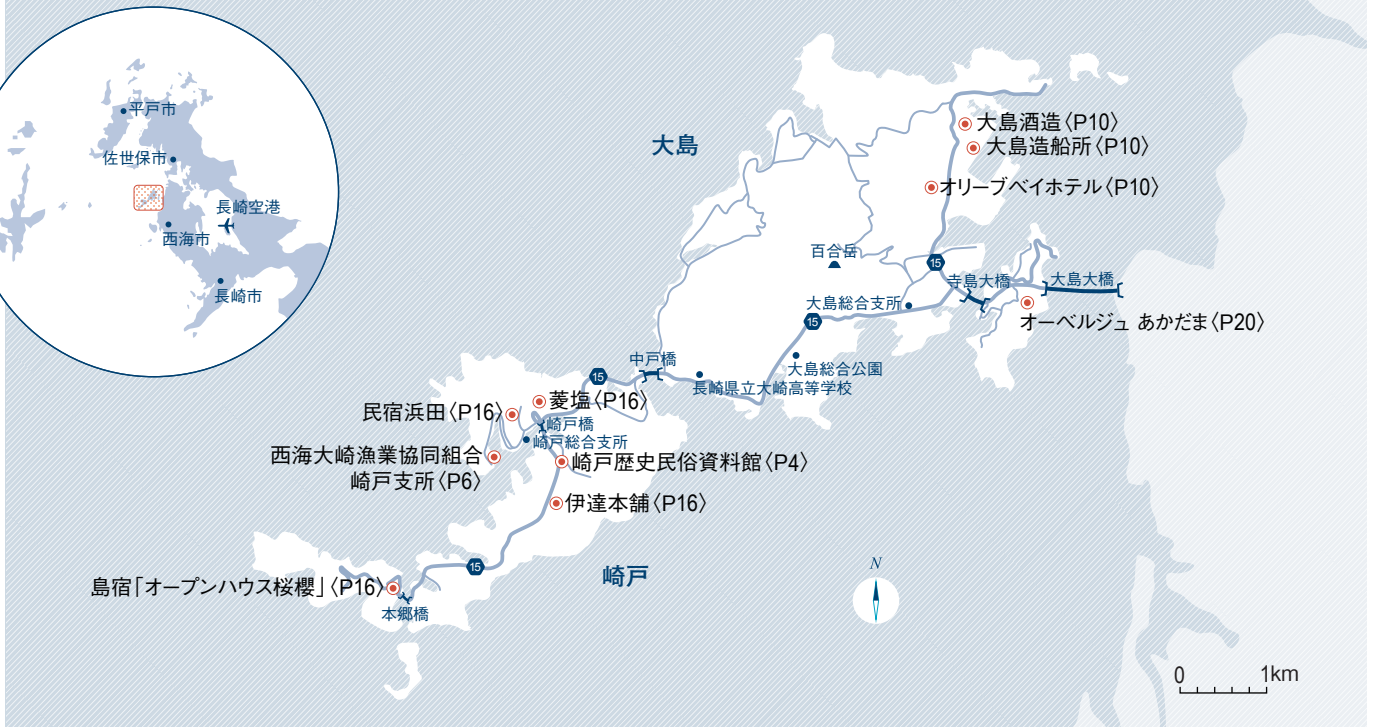 平戸市
佐世保市
長崎空港
西海市
長崎市
大島
大島酒造〈P10〉
大島造船所〈P10〉
オリーブベイホテル〈P10〉
百合岳
15
寺島大橋
大島大橋
大島総合支所
オーベルジュ あかだま〈P20〉
15
中戸橋
大島総合公園
長崎県立大崎高等学校
15
菱塩〈P16〉
民宿浜田〈P16〉
崎戸橋
崎戸総合支所
西海大崎漁業協同組合
崎戸支所〈P6〉
崎戸歴史民俗資料館〈P4〉
伊達本舗〈P16〉
15
崎戸
島宿「オープンハウス桜櫻」〈P16〉
本郷橋
N
0 1km